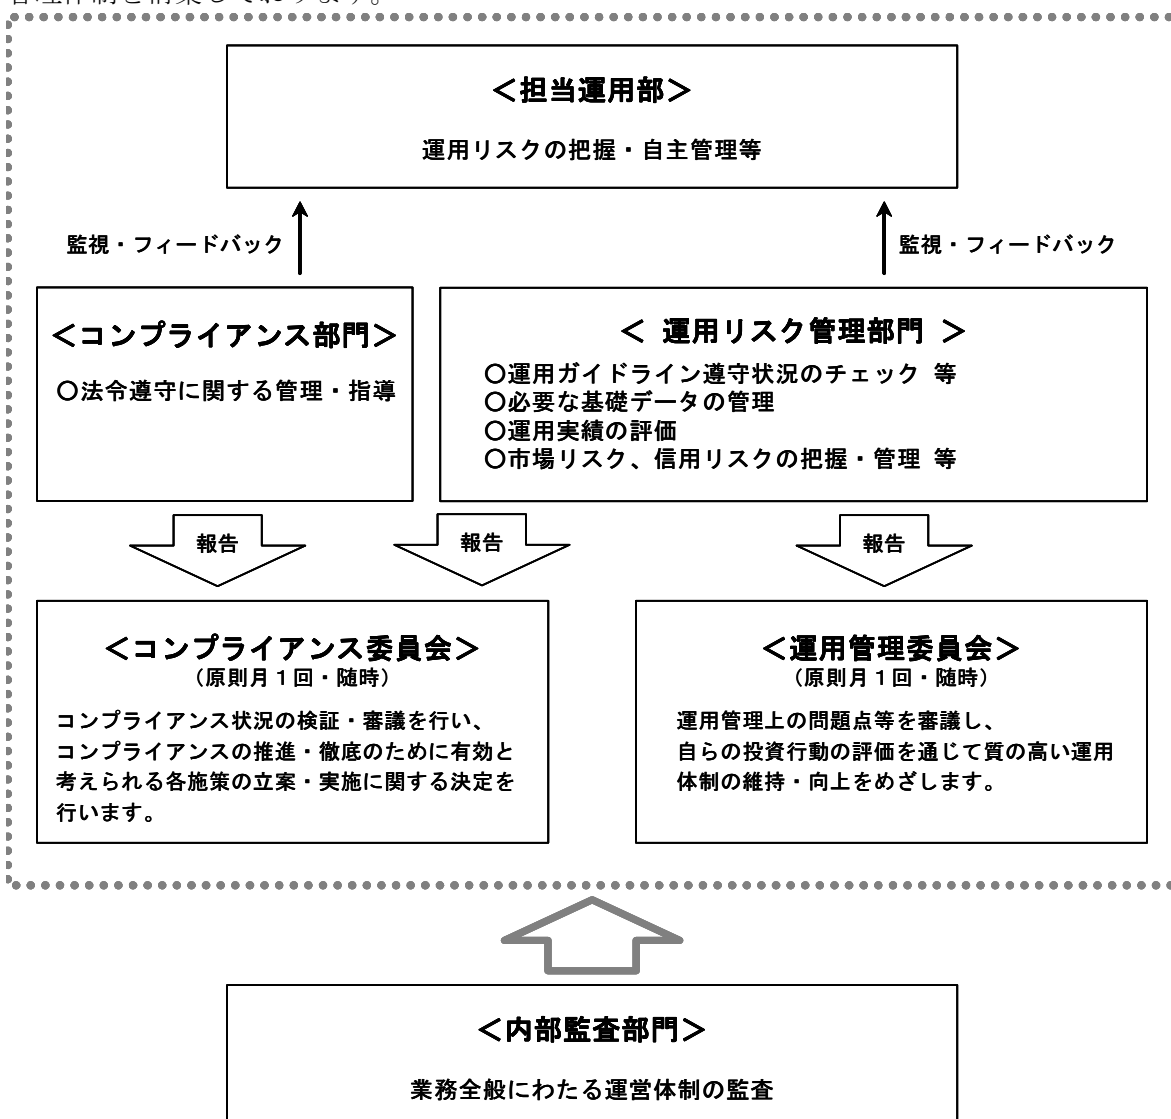 管理体制を構築しております。
＜担当運用部＞
運用リスクの把握・自主管理等
監視・フィードバック
監視・フィードバック
＜コンプライアンス部門＞
○法令遵守に関する管理・指導
＜ 運用リスク管理部門 ＞
○運用ガイドライン遵守状況のチェック 等
○必要な基礎データの管理
○運用実績の評価
○市場リスク、信用リスクの把握・管理 等
報告
報告
報告
＜コンプライアンス委員会＞
（原則月１回・随時）
コンプライアンス状況の検証・審議を行い、
コンプライアンスの推進・徹底のために有効と
考えられる各施策の立案・実施に関する決定を
行います。
＜運用管理委員会＞
（原則月１回・随時）
運用管理上の問題点等を審議し、
自らの投資行動の評価を通じて質の高い運用
体制の維持・向上をめざします。
＜内部監査部門＞
業務全般にわたる運営体制の監査